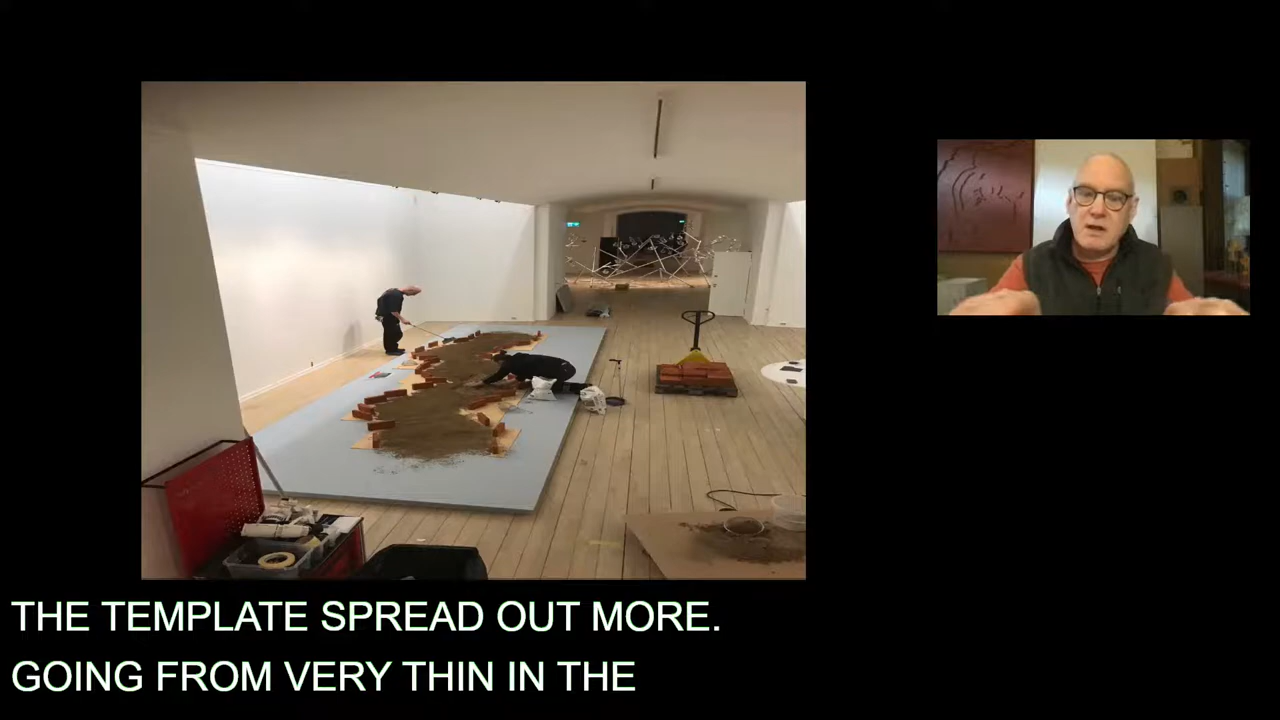 THE TEMPLATE SPREAD OUT MORE.
GOING FROM VERY THIN IN THE